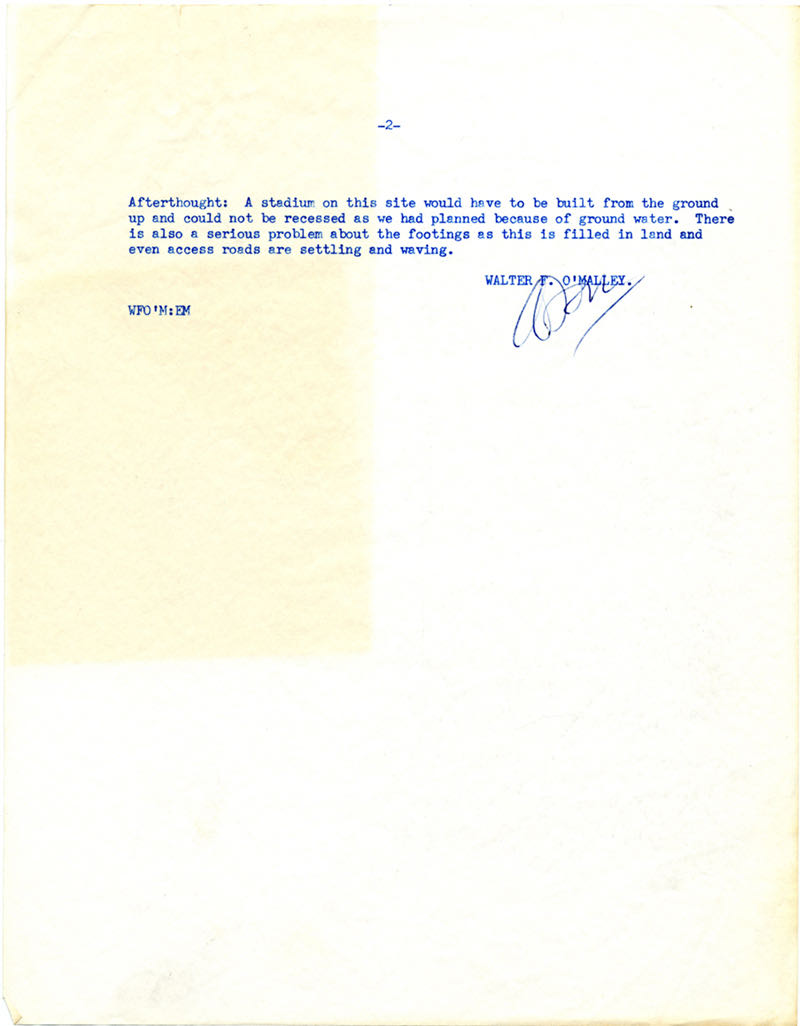 -2-
Afterthought: A stadium on this site would have to be built from the ground
up and could not be recessed as we had planned because of ground water. There
is also a serious problem about the footings as this is filled in land and
even access roads are settling and waving.
WALTER F. O'MALLEY.
WFO'M:EM